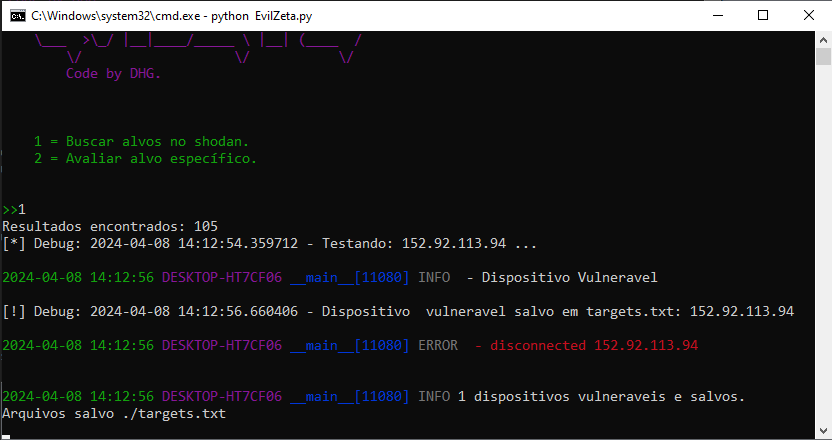 C:\Windows\system32\cmd.exe - python EvilZeta.py
\___  >\_/ |__|____/_____ \ |__| (____  /
\/                \/          \/
Code by DHG.
1 = Buscar alvos no shodan.
2 = Avaliar alvo específico.
>>1
Resultados encontrados: 105
[*] Debug: 2024-04-08 14:12:54.359712 - Testando: 152.92.113.94 ...
2024-04-08 14:12:56 DESKTOP-HT7CF06 __main__[11080] INFO  - Dispositivo Vulneravel
[!] Debug: 2024-04-08 14:12:56.660406 - Dispositivo  vulneravel salvo em targets.txt: 152.92.113.94
2024-04-08 14:12:56 DESKTOP-HT7CF06 __main__[11080] ERROR  - disconnected 152.92.113.94
2024-04-08 14:12:56 DESKTOP-HT7CF06 __main__[11080] INFO 1 dispositivos vulneraveis e salvos.
Arquivos salvo ./targets.txt